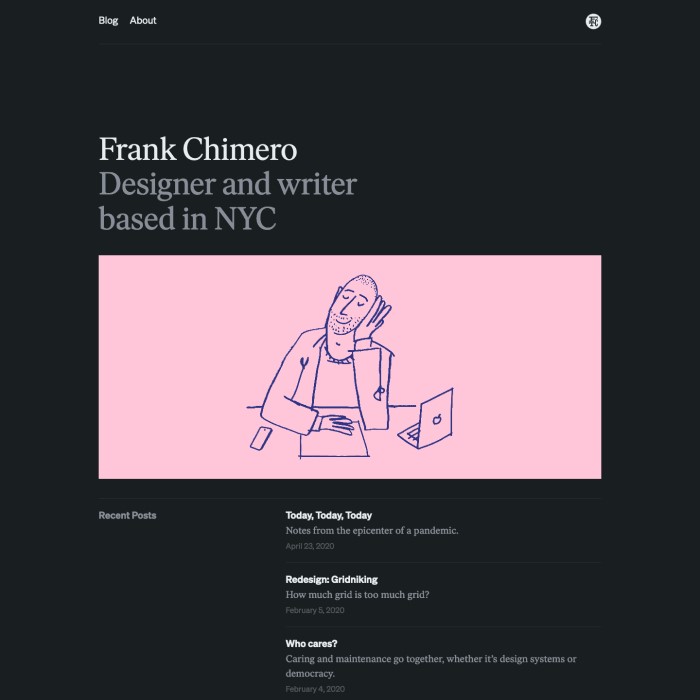 Blog About
Frank Chimero
Designer and writer
based in NYC
Recent Posts
Today, Today, Today
Notes from the epicenter of a pandemic.
April 23, 2020
Redesign: Gridniking
How much grid is too much grid?
February 5, 2020
Who cares?
Caring and maintenance go together, whether it's design systems or
democracy.
February 4, 2020